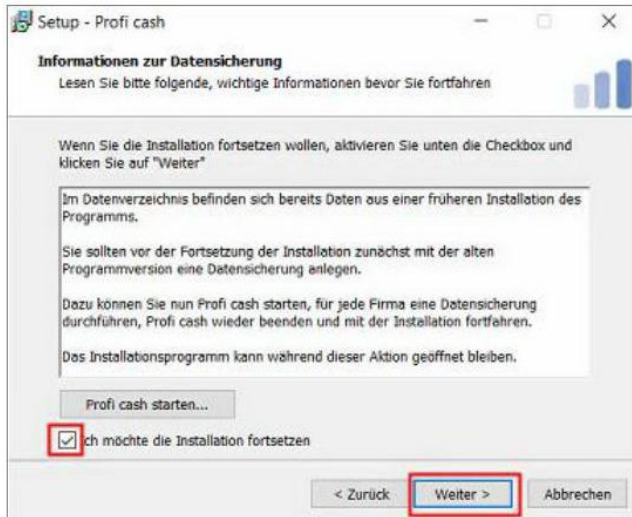 Setup - Profi cash
Informationen zur Datensicherung
Lesen Sie bitte folgende, wichtige Informationen bevor Sie fortfahren
Wenn Sie die Installation fortsetzen wollen, aktivieren Sie unten die Checkbox und
klicken Sie auf "Weiter"
Im Datenverzeichnis befinden sich bereits Daten aus einer früheren Installation des
Programms.
Sie sollten vor der Fortsetzung der Installation zunächst mit der alten
Programmversion eine Datensicherung anlegen.
Dazu können Sie nun Profi cash starten, für jede Firma eine Datensicherung
durchführen, Profi cash wieder beenden und mit der Installation fortfahren.
Das Installationsprogramm kann während dieser Aktion geöffnet bleiben.
Profi cash starten...
ch möchte die Installation fortsetzen
< Zurück
Weiter >
Abbrechen